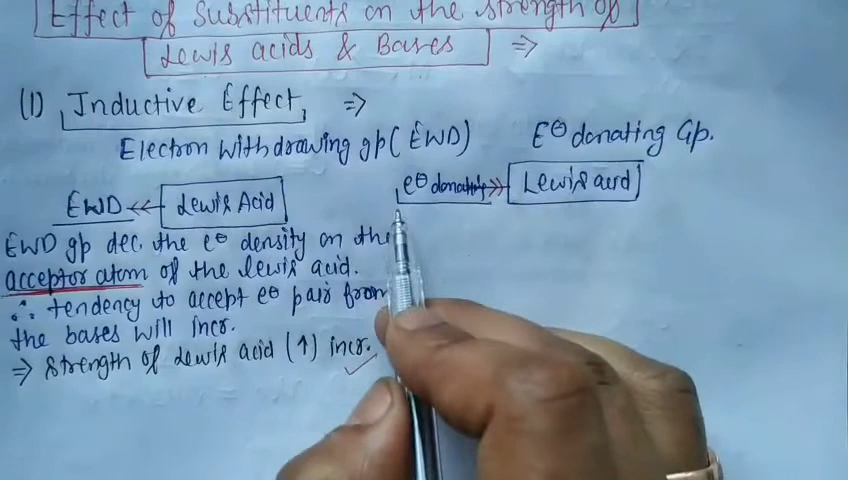 Effect of Substituents on the strength of
Lewis acids & Bases ⇒
(1) Inductive Effect, ⇒
Electron withdrawing gp (EWD)
E⊖ donating Gp.
EWD ↞ Lewis Acid
e⊖ donating ↠ Lewis acid
EWD gp dec. the e⊖ density on the
acceptor atom of the lewis acid.
∴ tendency to accept e⊖ pair from
the bases will incr.
⇒ Strength of Lewis acid (↑) incr. ✓